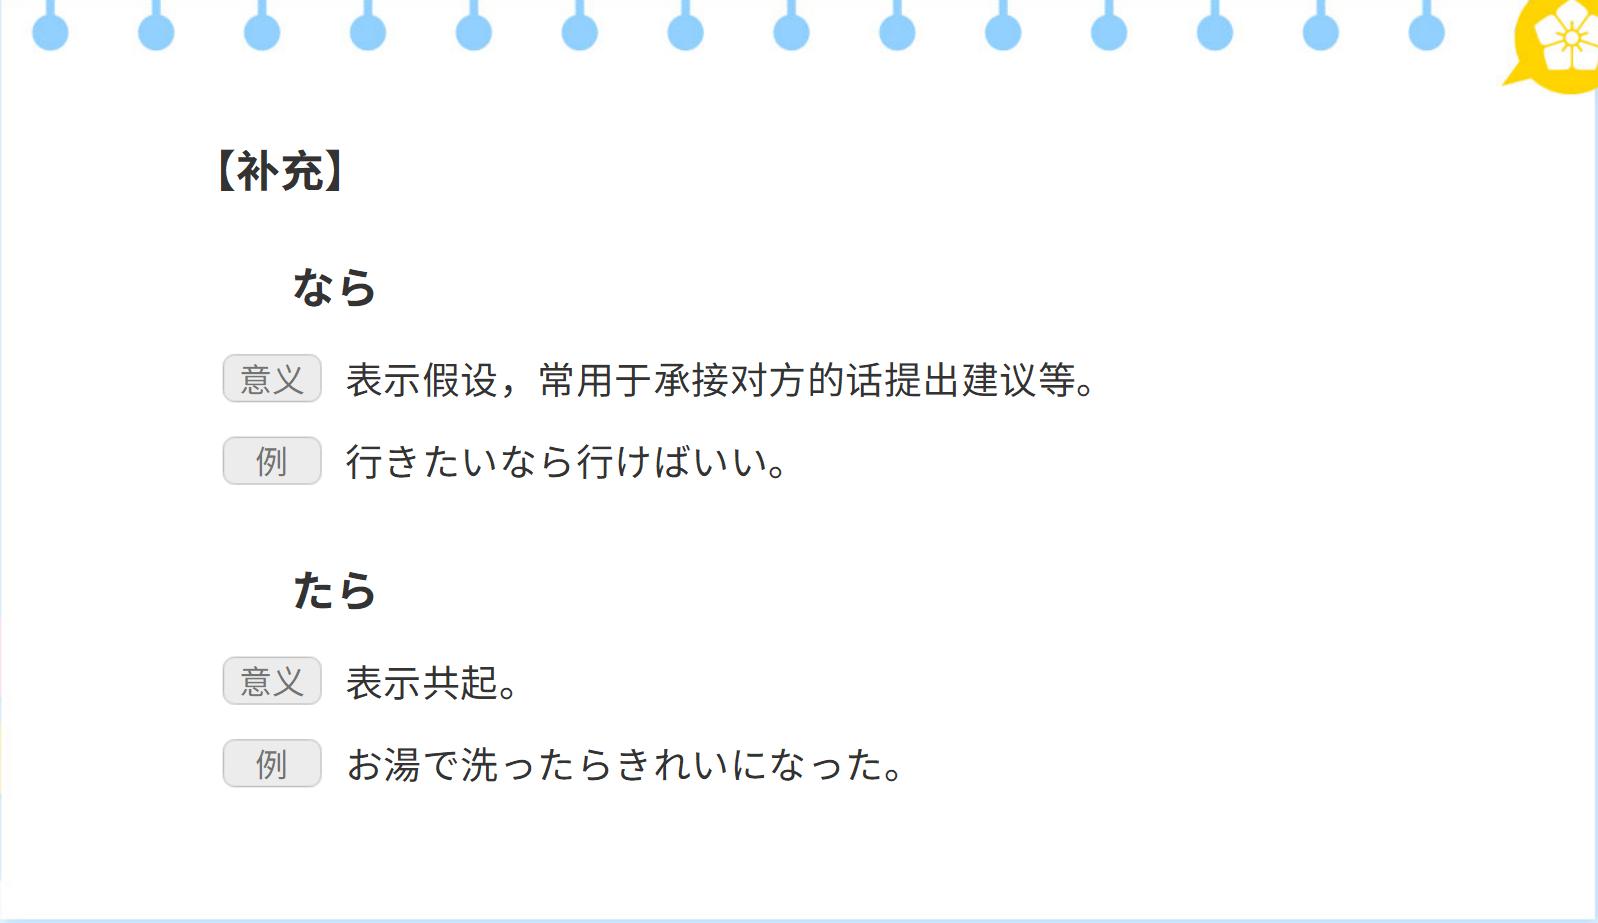 【补充】
なら
意义 表示假设，常用于承接对方的话提出建议等。
例 行きたいなら行けばいい。
たら
意义 表示共起。
例 お湯で洗ったらきれいになった。